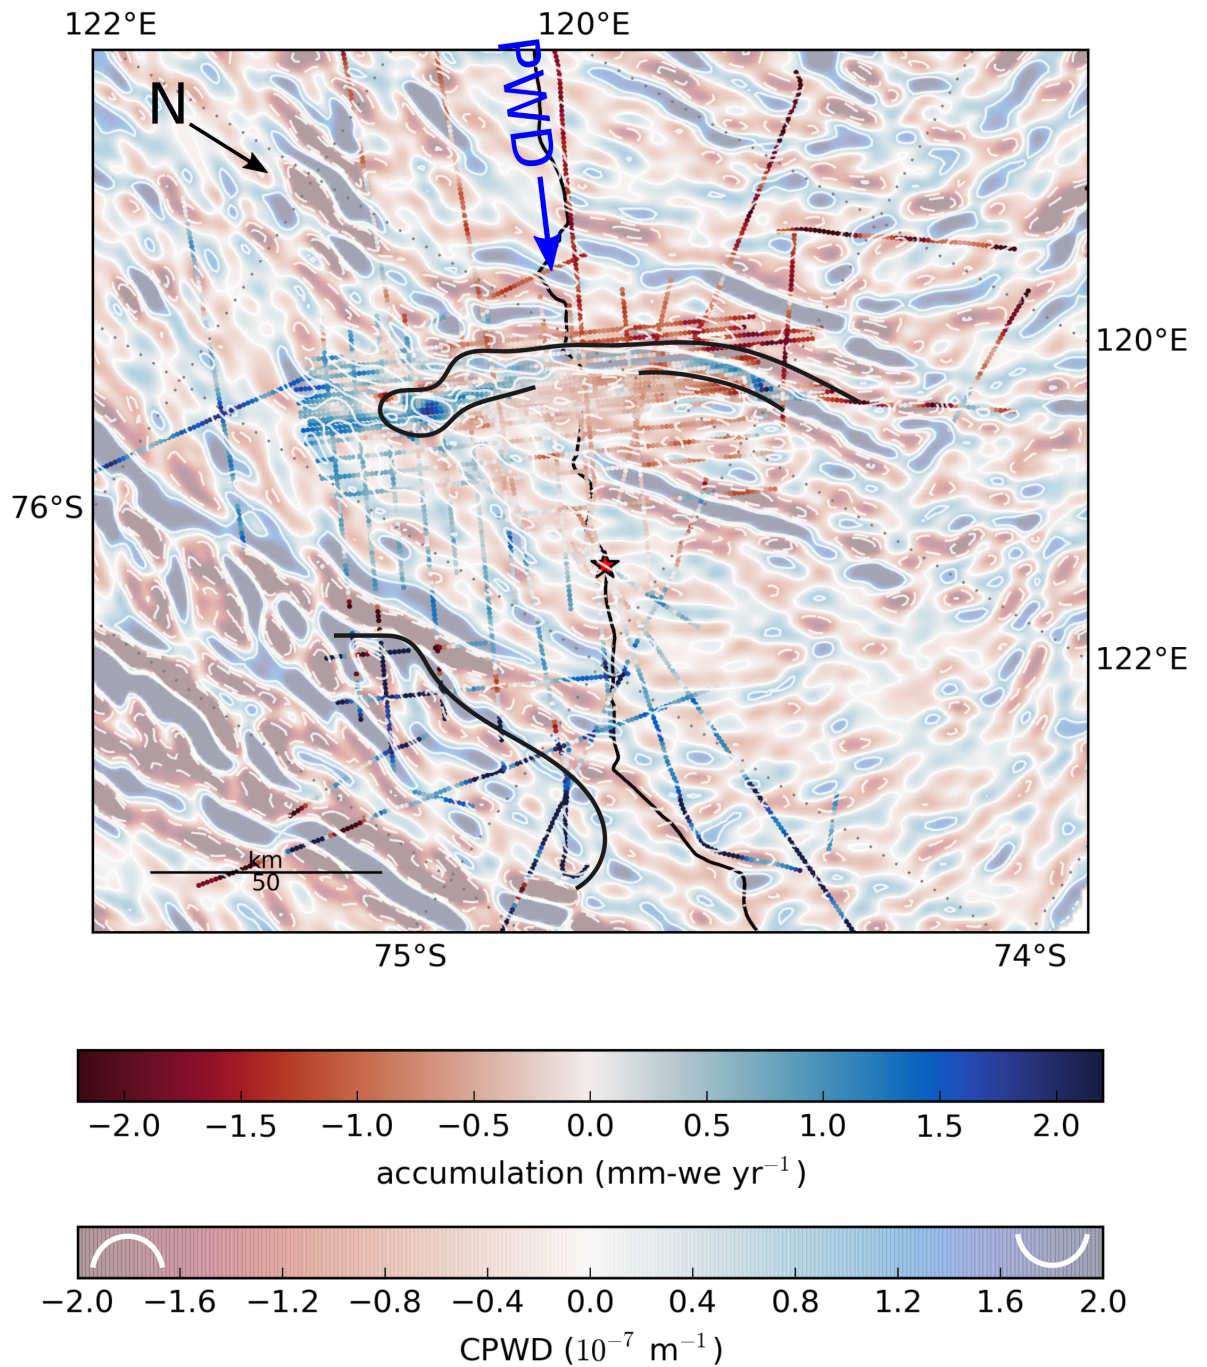 122°E 120°E
N
PWD
120°E
76°S
122°E
km
50
75°S 74°S
−2.0 −1.5 −1.0 −0.5 0.0 0.5 1.0 1.5 2.0
accumulation (mm-we yr⁻¹)
−2.0 −1.6 −1.2 −0.8 −0.4 0.0 0.4 0.8 1.2 1.6 2.0
CPWD (10⁻⁷ m⁻¹)